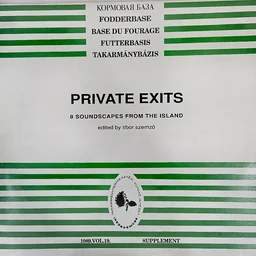 КОРМОВАЯ БАЗА
FODDERBASE
BASE DU FOURAGE
FUTTERBASIS
TAKARMÁNYBÁZIS
PRIVATE EXITS
8 SOUNDSCAPES FROM THE ISLAND
edited by tibor szemző
1989.VOL.10. SUPPLEMENT